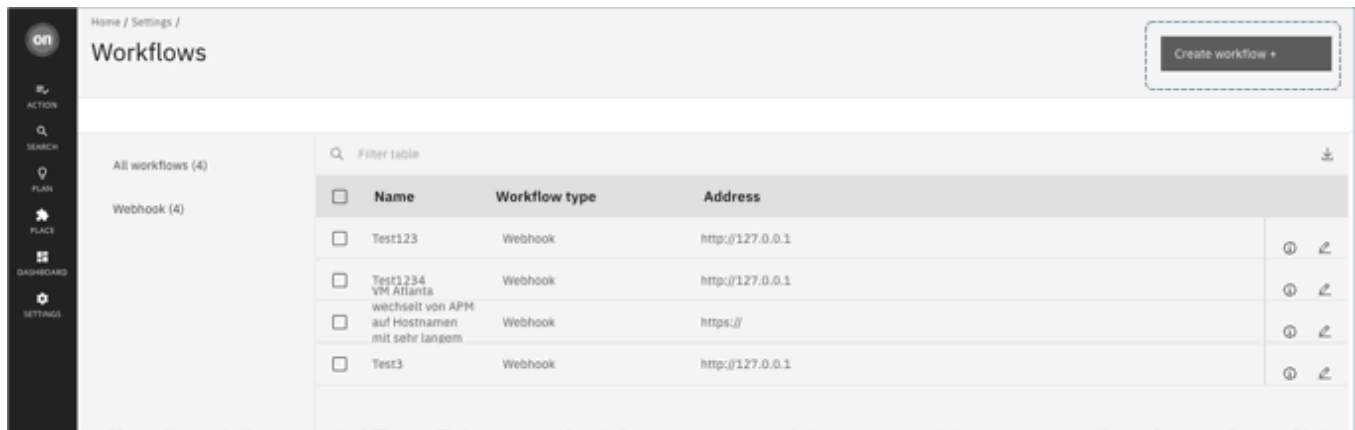 on
ACTION
SEARCH
PLAN
PLACE
DASHBOARD
SETTINGS
Home / Settings /
Workflows
Create workflow +
All workflows (4)
Webhook (4)
Filter table
Name Workflow type Address
Test123 Webhook http://127.0.0.1
Test1234 Webhook http://127.0.0.1
VM Atlanta
wechselt von APM
auf Hostnamen Webhook https://
mit sehr langem
Test3 Webhook http://127.0.0.1